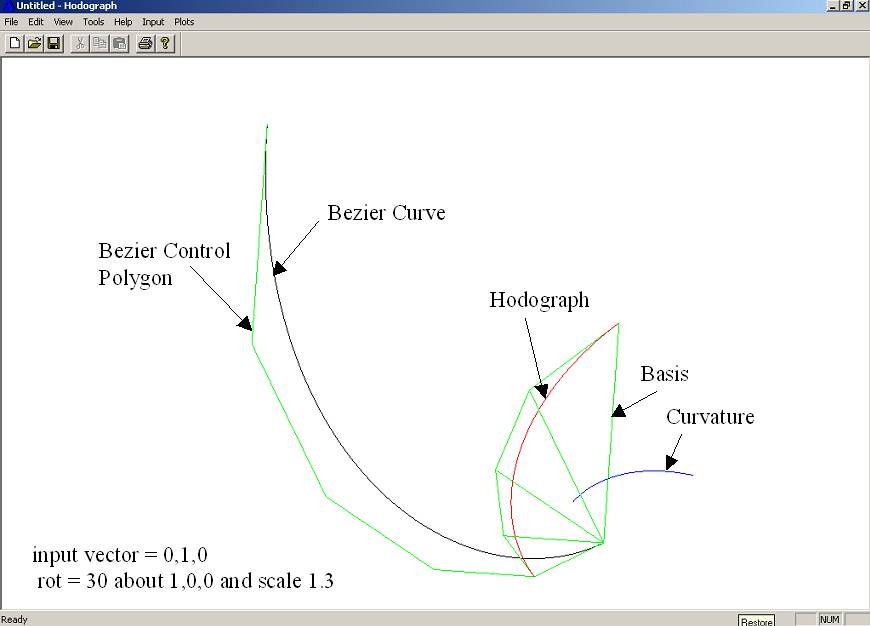 Untitled - Hodograph
File Edit View Tools Help Input Plots
Bezier Curve
Bezier Control
Polygon
Hodograph
Basis
Curvature
input vector = 0,1,0
rot = 30 about 1,0,0 and scale 1.3
Ready
Restore
NUM